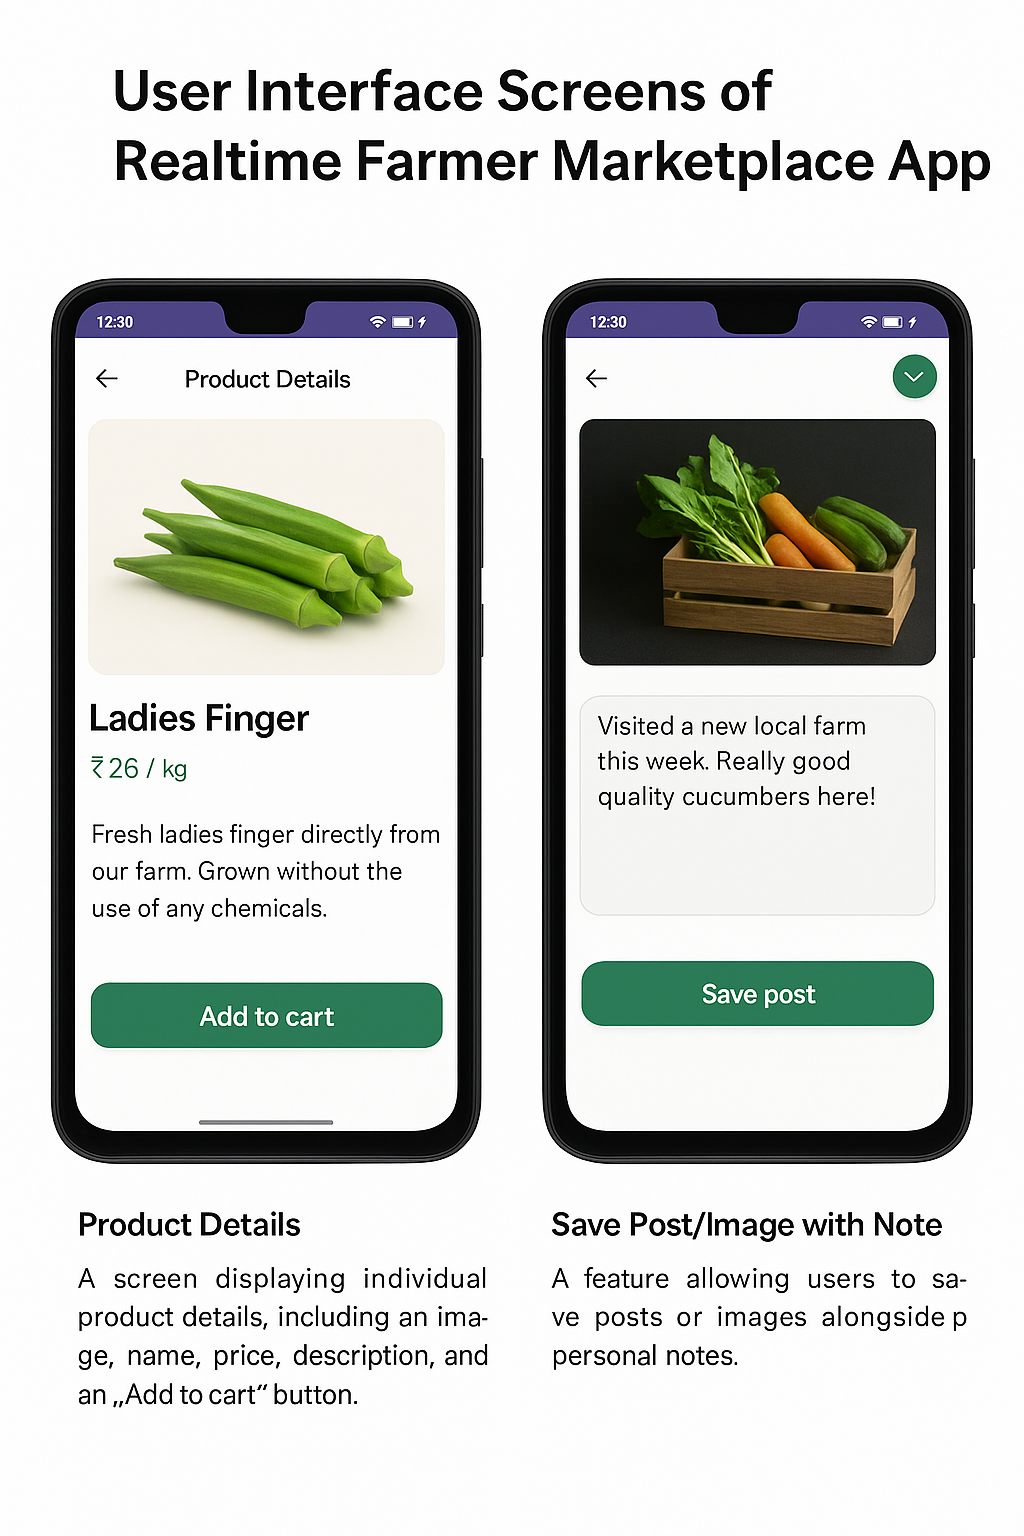 User Interface Screens of
Realtime Farmer Marketplace App
12:30
Product Details
Ladies Finger
₹26 / kg
Fresh ladies finger directly from
our farm. Grown without the
use of any chemicals.
Add to cart
12:30
Visited a new local farm
this week. Really good
quality cucumbers here!
Save post
Product Details
A screen displaying individual
product details, including an ima-
ge, name, price, description, and
an „Add to cart” button.
Save Post/Image with Note
A feature allowing users to sa-
ve posts or images alongside p
personal notes.